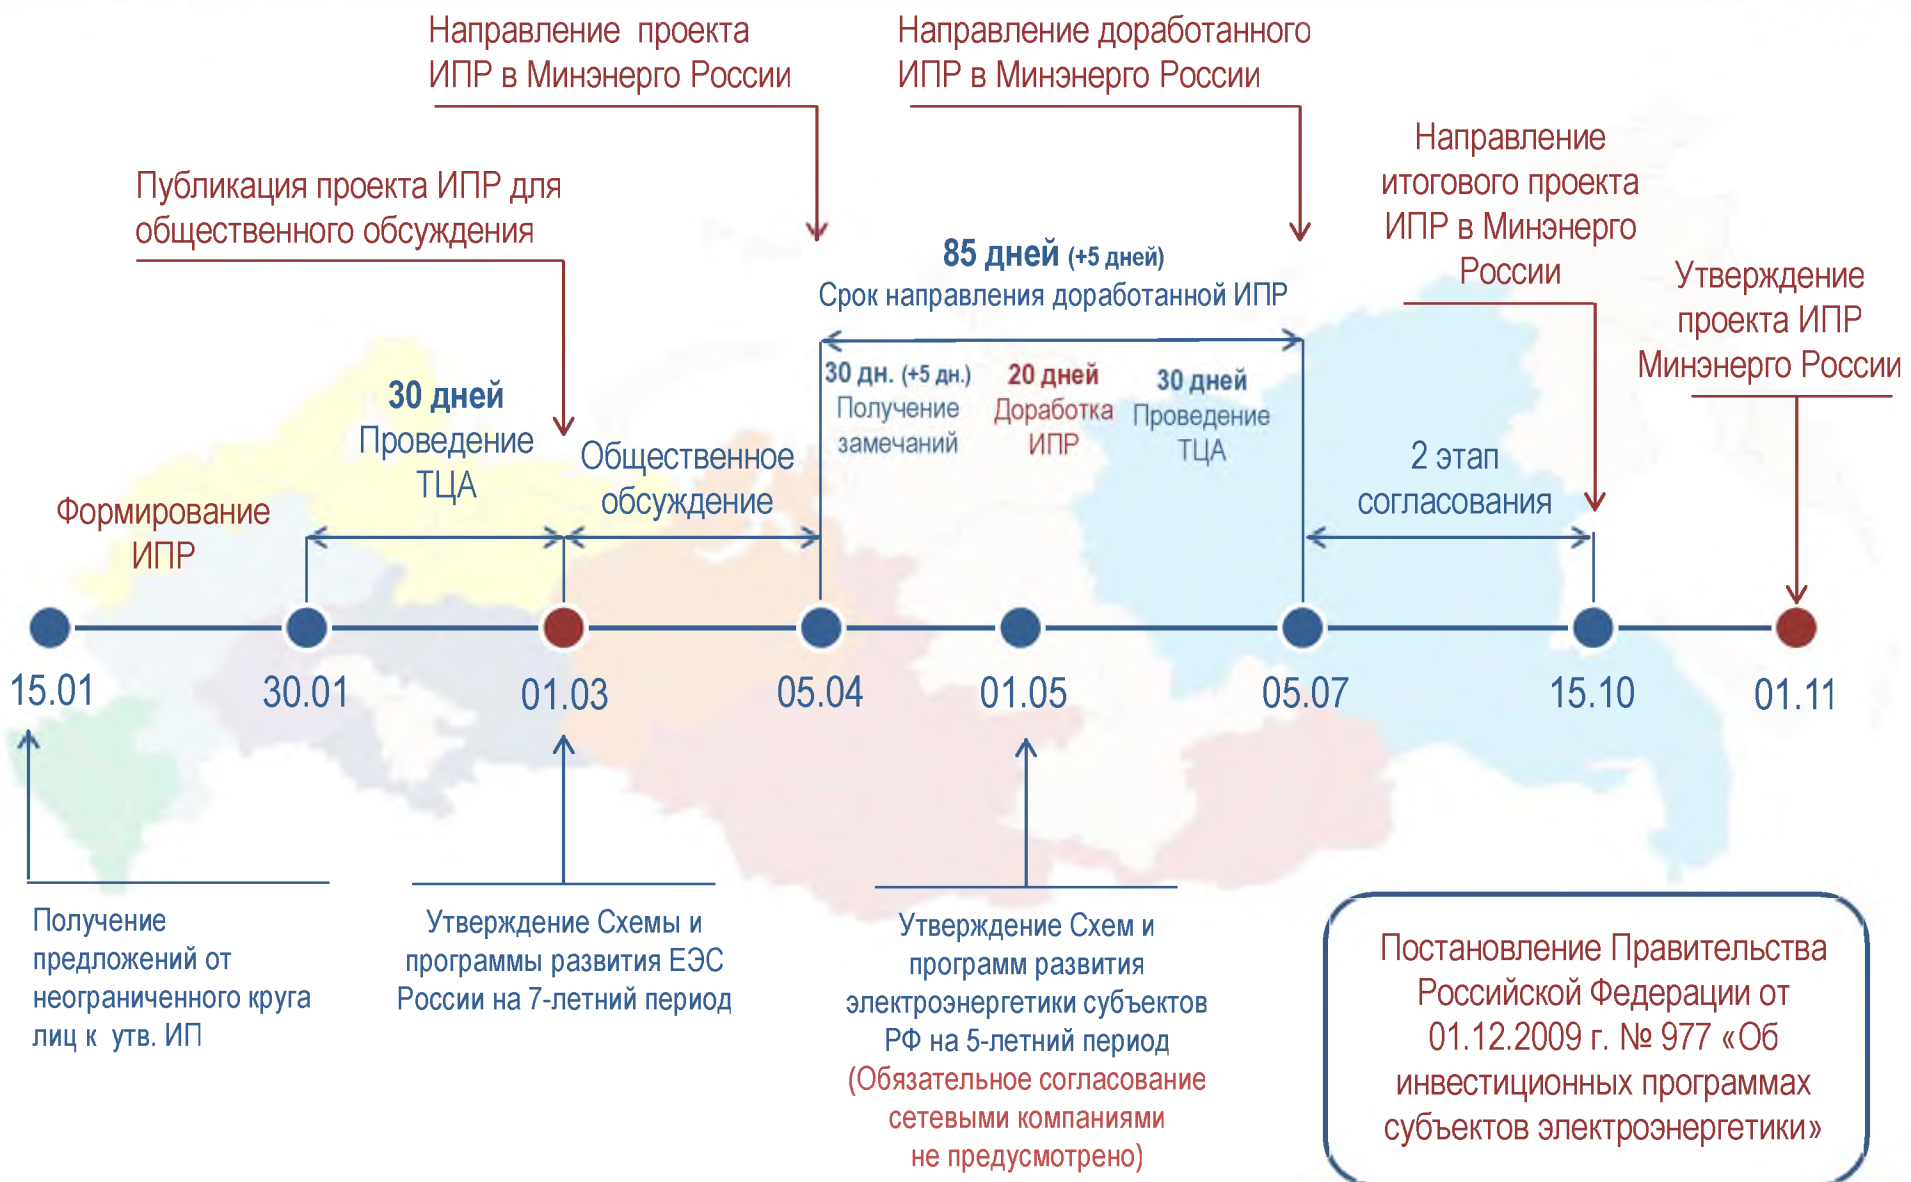 Направление проекта
ИПР в Минэнерго России
Направление доработанного
ИПР в Минэнерго России
Направление
итогового проекта
ИПР в Минэнерго
России
Публикация проекта ИПР для
общественного обсуждения
Утверждение
проекта ИПР
Минэнерго России
85 дней (+5 дней)
Срок направления доработанной ИПР
30 дн. (+5 дн.)
Получение
замечаний
20 дней
Доработка
ИПР
30 дней
Проведение
ТЦА
30 дней
Проведение
ТЦА
Общественное
обсуждение
2 этап
согласования
Формирование
ИПР
15.01
30.01
01.03
05.04
01.05
05.07
15.10
01.11
Получение
предложений от
неограниченного круга
лиц к утв. ИП
Утверждение Схемы и
программы развития ЕЭС
России на 7-летний период
Утверждение Схем и
программ развития
электроэнергетики субъектов
РФ на 5-летний период
(Обязательное согласование
сетевыми компаниями
не предусмотрено)
Постановление Правительства
Российской Федерации от
01.12.2009 г. № 977 «Об
инвестиционных программах
субъектов электроэнергетики»